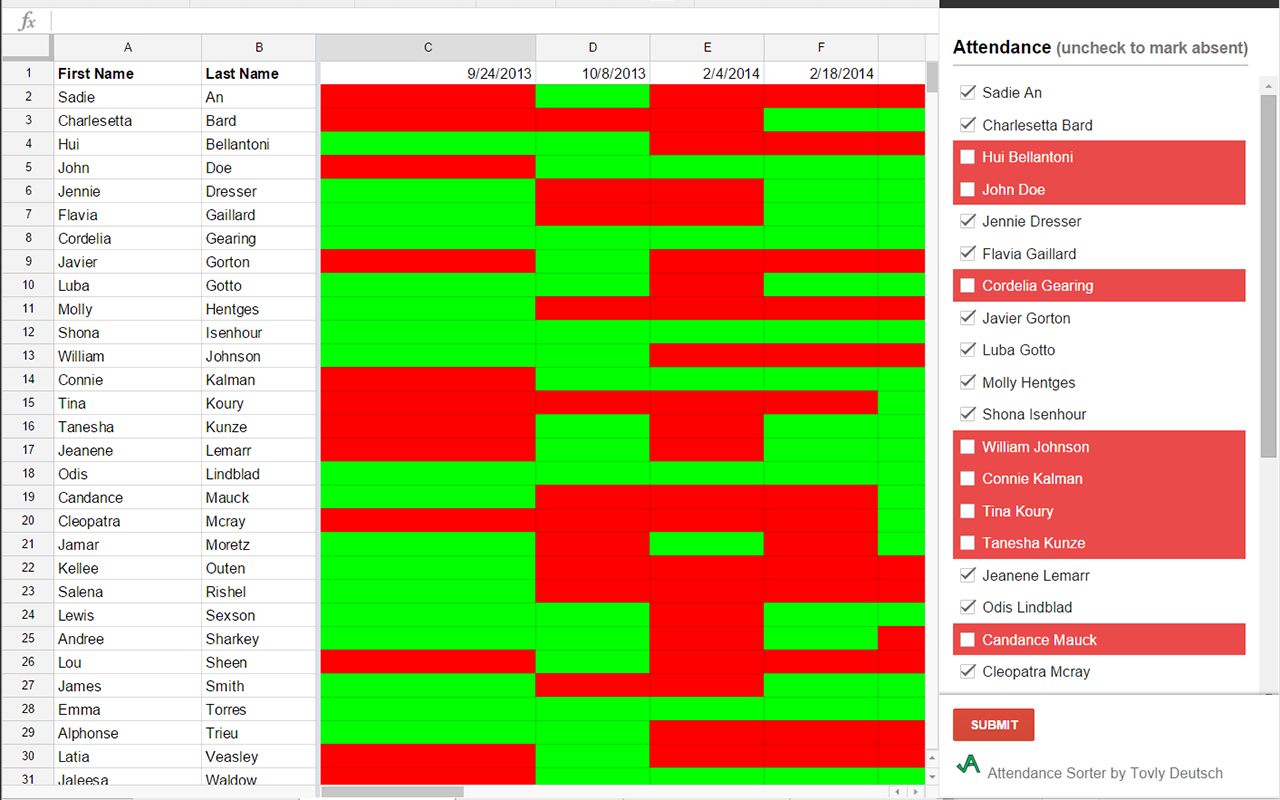 fx
A B C D E F
1 First Name Last Name 9/24/2013 10/8/2013 2/4/2014 2/18/2014
2 Sadie An
3 Charlesetta Bard
4 Hui Bellantoni
5 John Doe
6 Jennie Dresser
7 Flavia Gaillard
8 Cordelia Gearing
9 Javier Gorton
10 Luba Gotto
11 Molly Hentges
12 Shona Isenhour
13 William Johnson
14 Connie Kalman
15 Tina Koury
16 Tanesha Kunze
17 Jeanene Lemarr
18 Odis Lindblad
19 Candance Mauck
20 Cleopatra Mcray
21 Jamar Moretz
22 Kellee Outen
23 Salena Rishel
24 Lewis Sexson
25 Andree Sharkey
26 Lou Sheen
27 James Smith
28 Emma Torres
29 Alphonse Trieu
30 Latia Veasley
31 Jaleesa Waldow
Attendance (uncheck to mark absent)
Sadie An
Charlesetta Bard
Hui Bellantoni
John Doe
Jennie Dresser
Flavia Gaillard
Cordelia Gearing
Javier Gorton
Luba Gotto
Molly Hentges
Shona Isenhour
William Johnson
Connie Kalman
Tina Koury
Tanesha Kunze
Jeanene Lemarr
Odis Lindblad
Candance Mauck
Cleopatra Mcray
SUBMIT
Attendance Sorter by Tovly Deutsch